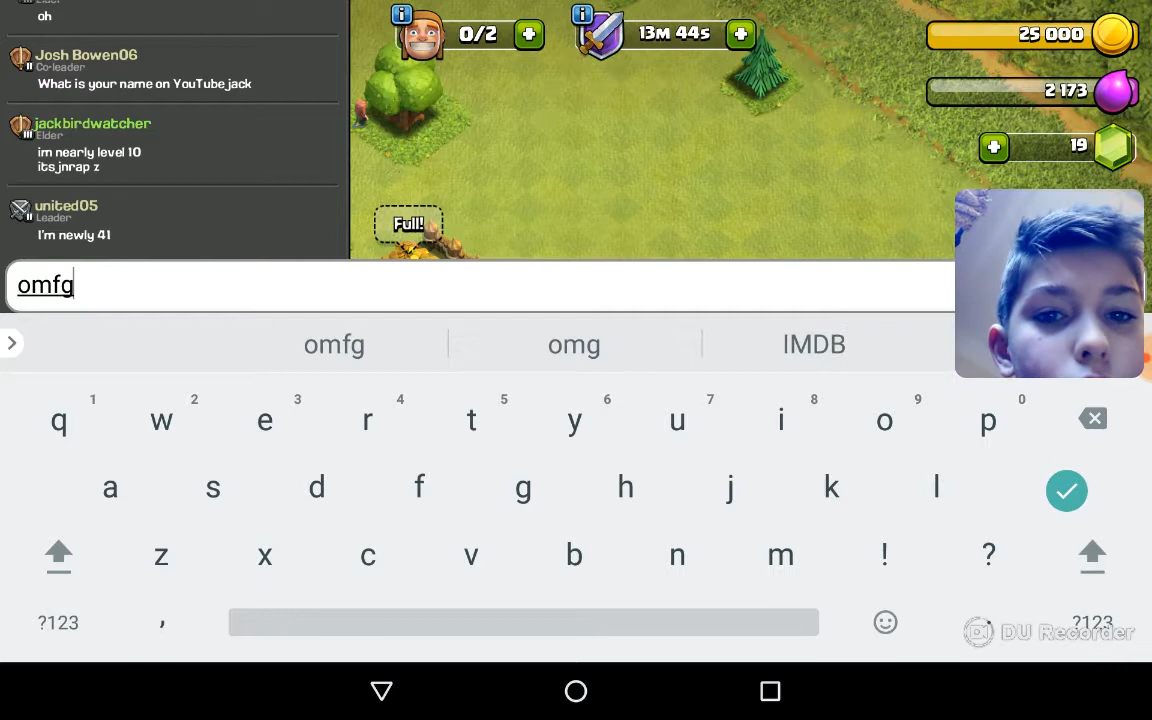 Elder
oh
Josh Bowen06
Co-leader
What is your name on YouTube jack
jackbirdwatcher
Elder
im nearly level 10
its jnrap z
united05
Leader
I'm newly 41
0/2
13m 44s
25 000
2 173
19
Full!
omfg
omfg
omg
IMDB
1 2 3 4 5 6 7 8 9 0
q w e r t y u i o p
a s d f g h j k l
z x c v b n m ! ?
?123 , . ?123
DU Recorder